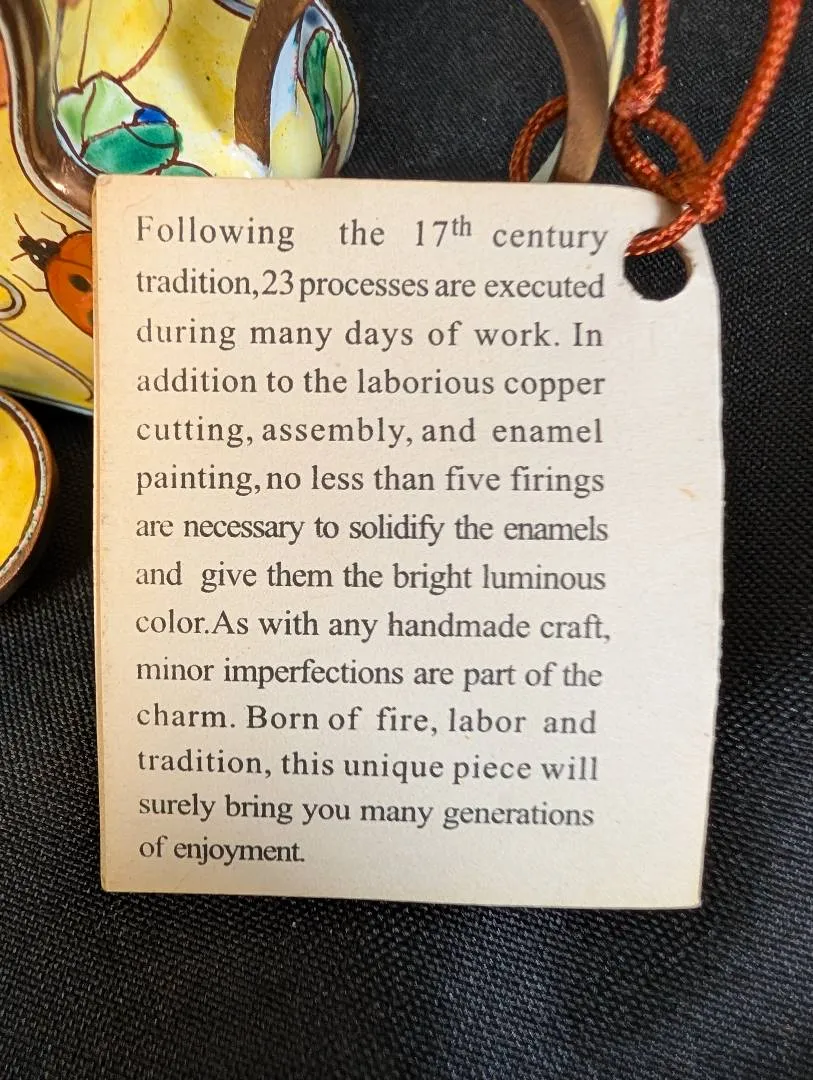 Following the 17th century
tradition,23 processes are executed
during many days of work. In
addition to the laborious copper
cutting, assembly, and enamel
painting, no less than five firings
are necessary to solidify the enamels
and give them the bright luminous
color.As with any handmade craft,
minor imperfections are part of the
charm. Born of fire, labor and
tradition, this unique piece will
surely bring you many generations
of enjoyment.